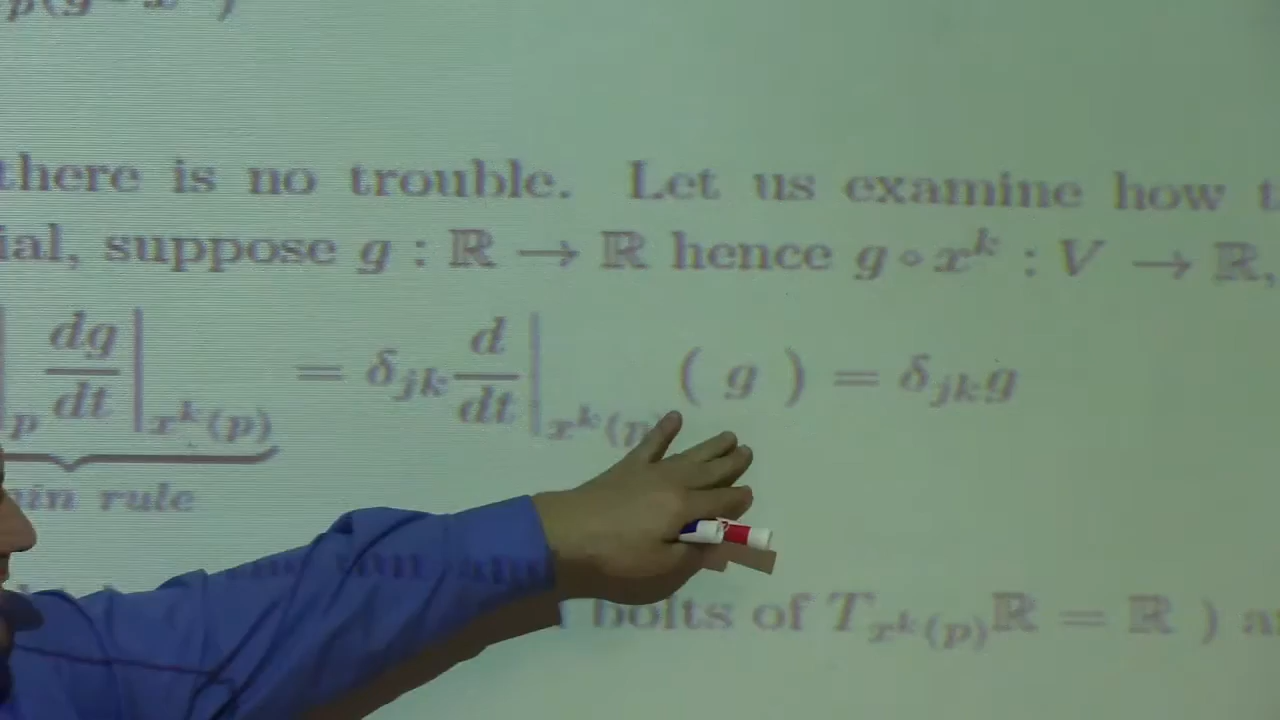 there is no trouble. Let us examine how
ial, suppose g : ℝ → ℝ hence g ∘ x^k : V → ℝ,
|_p dg/dt |_{x^k(p)} = δ_{jk} d/dt |_{x^k(p)} ( g ) = δ_{jk} g
rule
bolts of T_{x^k(p)}ℝ = ℝ )